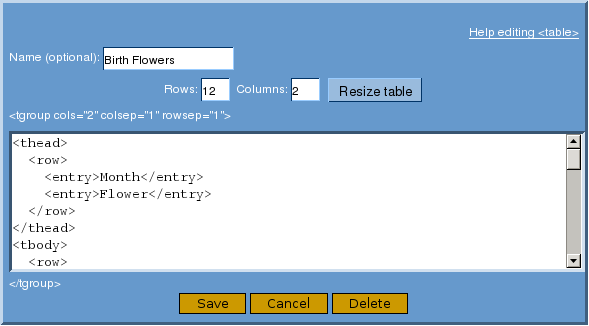 Help editing <table>
Name (optional): Birth Flowers
Rows: 12 Columns: 2 Resize table
<tgroup cols="2" colsep="1" rowsep="1">
<thead>
<row>
<entry>Month</entry>
<entry>Flower</entry>
</row>
</thead>
<tbody>
<row>
</tgroup>
Save Cancel Delete